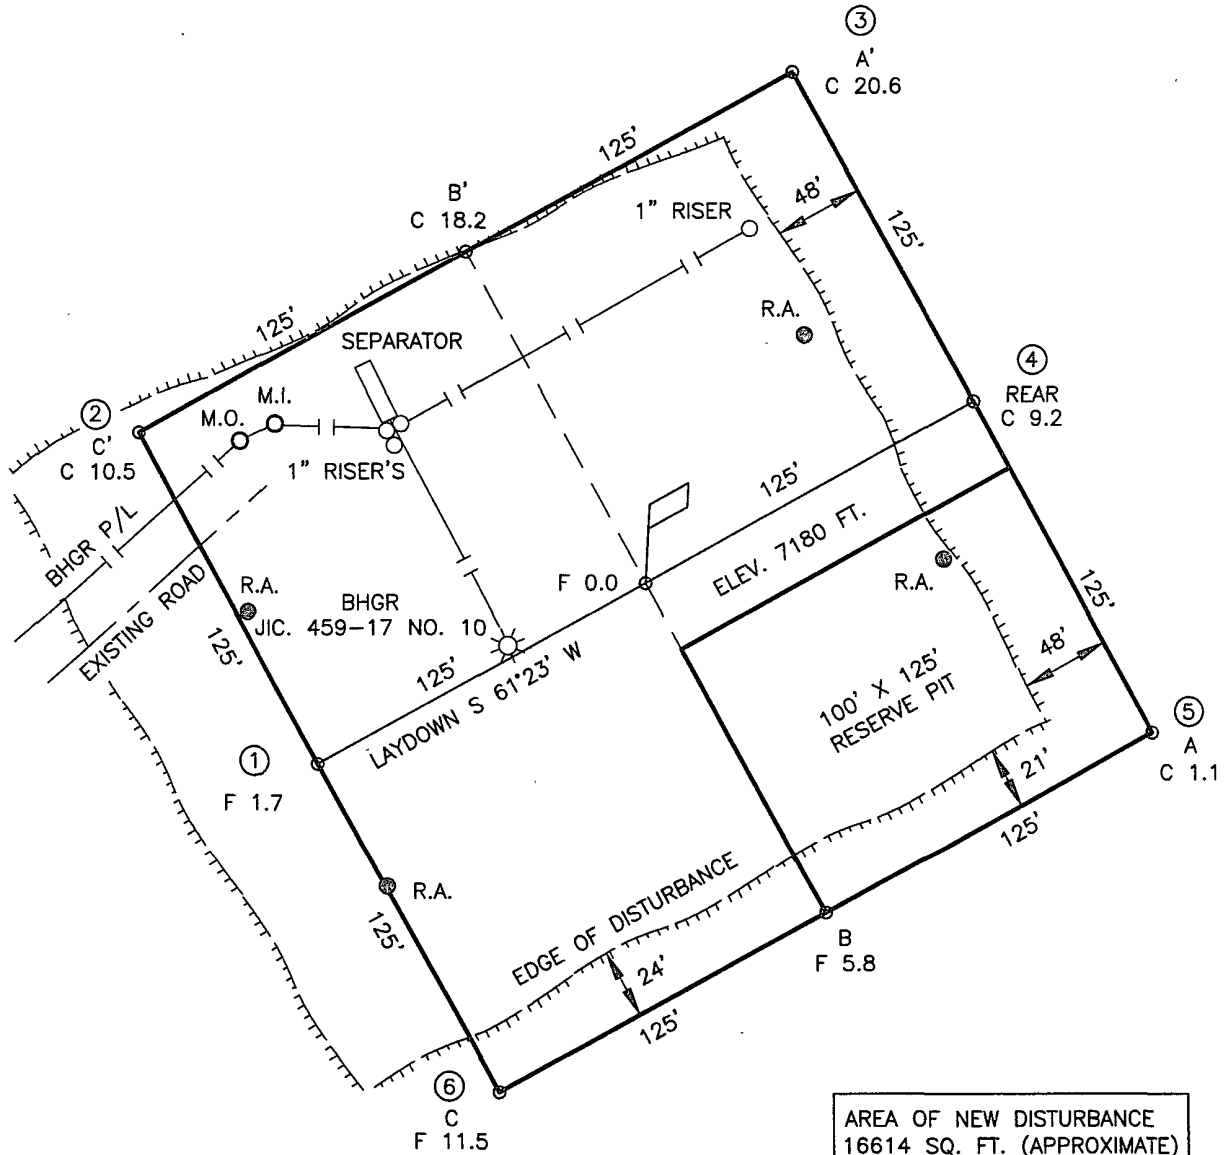 ③
A'
C 20.6
125'
48'
B'
C 18.2
1" RISER
125'
125'
R.A.
SEPARATOR
④
REAR
C 9.2
②
C'
C 10.5
M.O.
M.I.
1" RISER'S
125'
BHGR P/L
F 0.0
ELEV. 7180 FT.
R.A.
EXISTING ROAD
R.A.
BHGR
JIC. 459-17 NO. 10
125'
125'
125'
48'
LAYDOWN S 61°23' W
100' X 125'
RESERVE PIT
⑤
A
C 1.1
①
F 1.7
21'
125'
R.A.
125'
EDGE OF DISTURBANCE
B
F 5.8
24'
125'
⑥
C
F 11.5
AREA OF NEW DISTURBANCE
16614 SQ. FT. (APPROXIMATE)